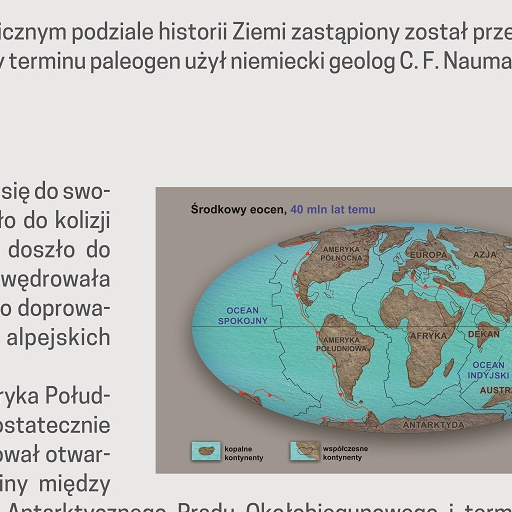 icznym podziale historii Ziemi zastąpiony został prze
y terminu paleogen użył niemiecki geolog C. F. Nauma
się do swo-
ło do kolizji
doszło do
wędrowała
o doprowa-
alpejskich
ryka Połud-
ostatecznie
ował otwar-
iny między
Antarktycznego Prądu Okołobiegunowego i term
Środkowy eocen, 40 mln lat temu
AMERYKA
PÓŁNOCNA
EUROPA
AZJA
OCEAN
SPOKOJNY
AMERYKA
POŁUDNIOWA
AFRYKA
DEKAN
OCEAN
INDYJSKI
AUSTR
ANTARKTYDA
kopalne
kontynenty
współczesne
kontynenty